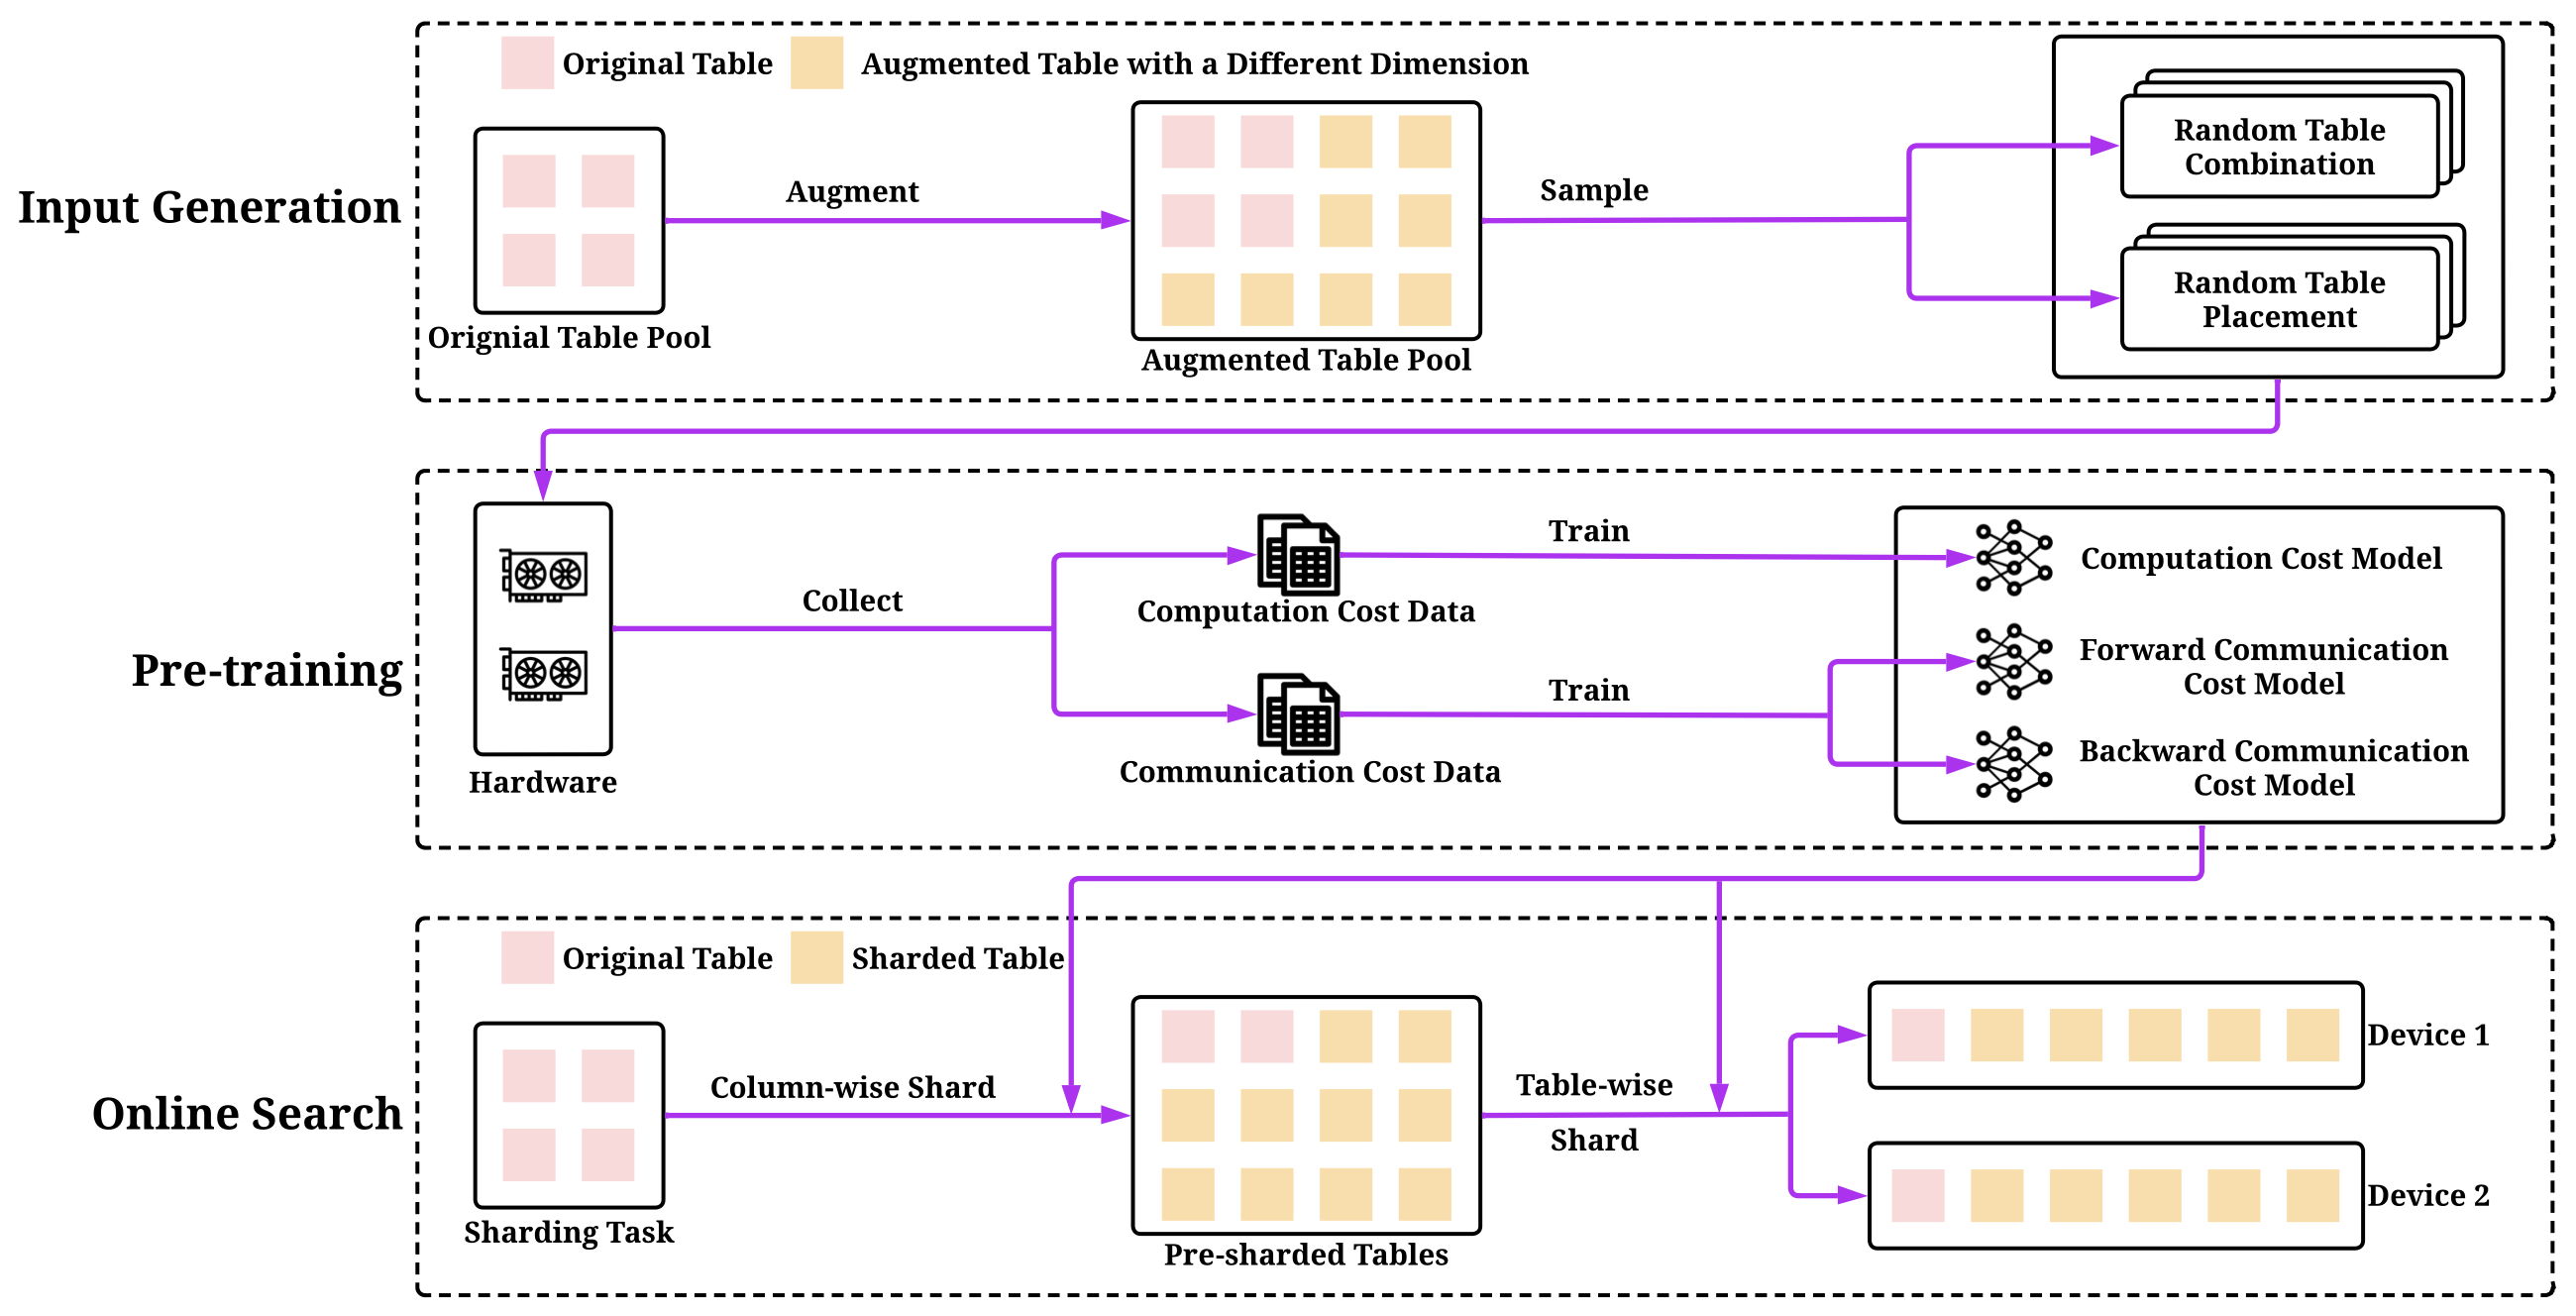 Original Table
Augmented Table with a Different Dimension
Input Generation
Augment
Sample
Random Table
Combination
Random Table
Placement
Orignial Table Pool
Augmented Table Pool
Pre-training
Collect
Train
Train
Computation Cost Data
Communication Cost Data
Hardware
Computation Cost Model
Forward Communication
Cost Model
Backward Communication
Cost Model
Original Table
Sharded Table
Online Search
Column-wise Shard
Table-wise
Shard
Device 1
Device 2
Sharding Task
Pre-sharded Tables